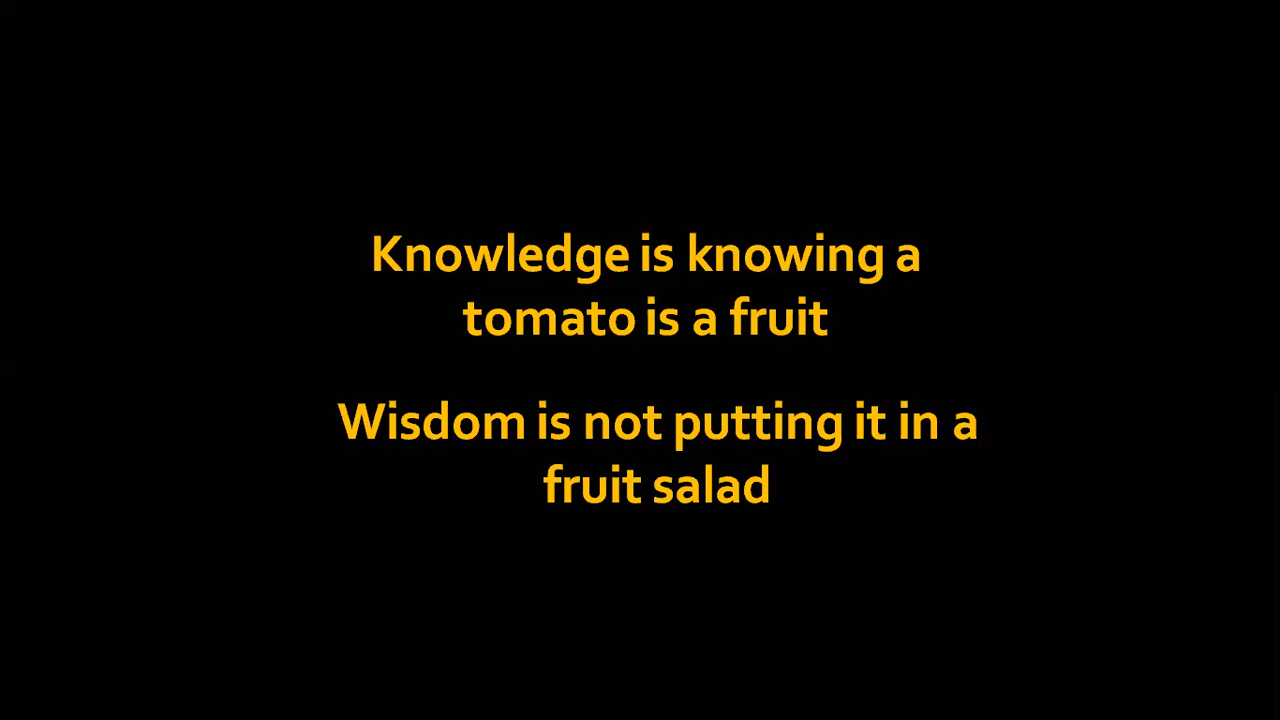 Knowledge is knowing a
tomato is a fruit
Wisdom is not putting it in a
fruit salad